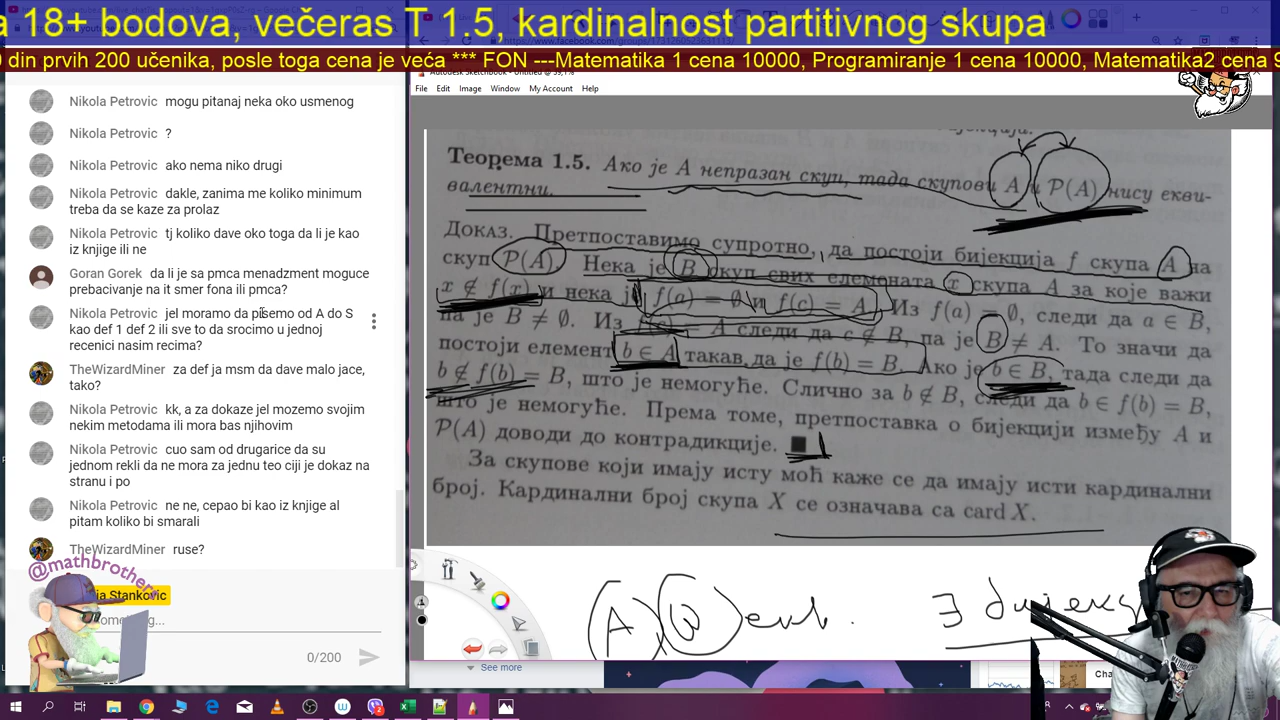 a 18+ bodova, večeras T 1.5, kardinalnost partitivnog skupa
din prvih 200 učenika, posle toga cena je veća *** FON ---Matematika 1 cena 10000, Programiranje 1 cena 10000, Matematika2 cena 9
File Edit Image Window My Account Help
Nikola Petrovic mogu pitanaj neka oko usmenog
Nikola Petrovic ?
Nikola Petrovic ako nema niko drugi
Nikola Petrovic dakle, zanima me koliko minimum
treba da se kaze za prolaz
Nikola Petrovic tj koliko dave oko toga da li je kao
iz knjige ili ne
Goran Gorek da li je sa pmca menadzment moguce
prebacivanje na it smer fona ili pmca?
Nikola Petrovic jel moramo da pisemo od A do S
kao def 1 def 2 ili sve to da srocimo u jednoj
recenici nasim recima?
TheWizardMiner za def ja msm da dave malo jace,
tako?
Nikola Petrovic kk, a za dokaze jel mozemo svojim
nekim metodama ili mora bas njihovim
Nikola Petrovic cuo sam od drugarice da su
jednom rekli da ne mora za jednu teo ciji je dokaz na
stranu i po
Nikola Petrovic ne ne, cepao bi kao iz knjige al
pitam koliko bi smarali
TheWizardMiner ruse?
@mathbrothers
ja Stankovic
0/200
Теорема 1.5. Ако је A непразан скуп, тада скупови A и P(A) нису екви-
валентни.
Доказ. Претпоставимо супротно, да постоји бијекција f скупа A на
скуп P(A). Нека је B скуп свих елемената x скупа A за које важи
x ∉ f(x) и нека је f(a) = ∅ и f(c) = A. Из f(a) = ∅, следи да a ∈ B,
па је B ≠ ∅. Из f(c) = A следи да c ∉ B, па је B ≠ A. То значи да
постоји елемент b ∈ A такав да је f(b) = B. Ако је b ∈ B, тада следи да
b ∉ f(b) = B, што је немогуће. Слично за b ∉ B, следи да b ∈ f(b) = B,
што је немогуће. Према томе, претпоставка о бијекцији између A и
P(A) доводи до контрадикције. ■
За скупове који имају исту моћ каже се да имају исти кардинални
број. Кардинални број скупа X се означава са card X.
A, B екв. ∃ бијекц
See more
Cha